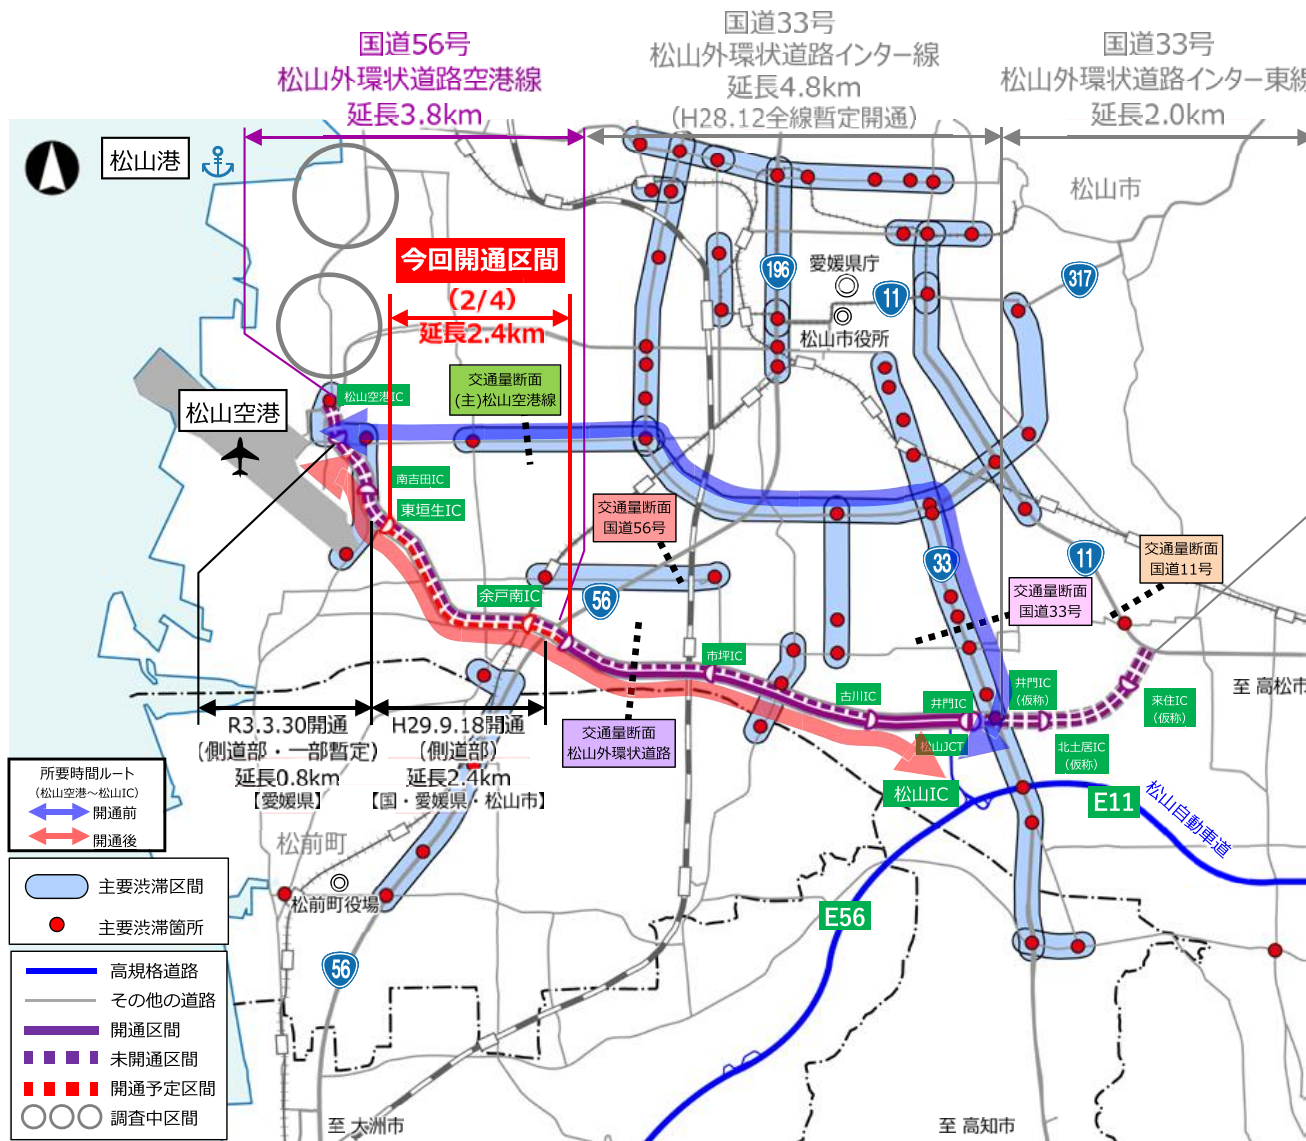 国道56号
松山外環状道路空港線
延長3.8km
国道33号
松山外環状道路インター線
延長4.8km
(H28.12全線暫定開通)
国道33号
松山外環状道路インター東線
延長2.0km
松山港
松山市
今回開通区間
(2/4)
延長2.4km
196
愛媛県庁
11
317
松山市役所
松山空港IC
交通量断面
(主)松山空港線
松山空港
南吉田IC
東垣生IC
交通量断面
国道56号
33
11
交通量断面
国道11号
余戸南IC
56
交通量断面
国道33号
市坪IC
古川IC
井門IC
井門IC
(仮称)
来住IC
(仮称)
至 高松市
R3.3.30開通
(側道部・一部暫定)
延長0.8km
【愛媛県】
H29.9.18開通
(側道部)
延長2.4km
【国・愛媛県・松山市】
交通量断面
松山外環状道路
松山JCT
北土居IC
(仮称)
松山IC
E11
松山自動車道
所要時間ルート
(松山空港～松山IC)
開通前
開通後
松前町
松前町役場
主要渋滞区間
主要渋滞箇所
E56
56
高規格道路
その他の道路
開通区間
未開通区間
開通予定区間
調査中区間
至 大洲市
至 高知市